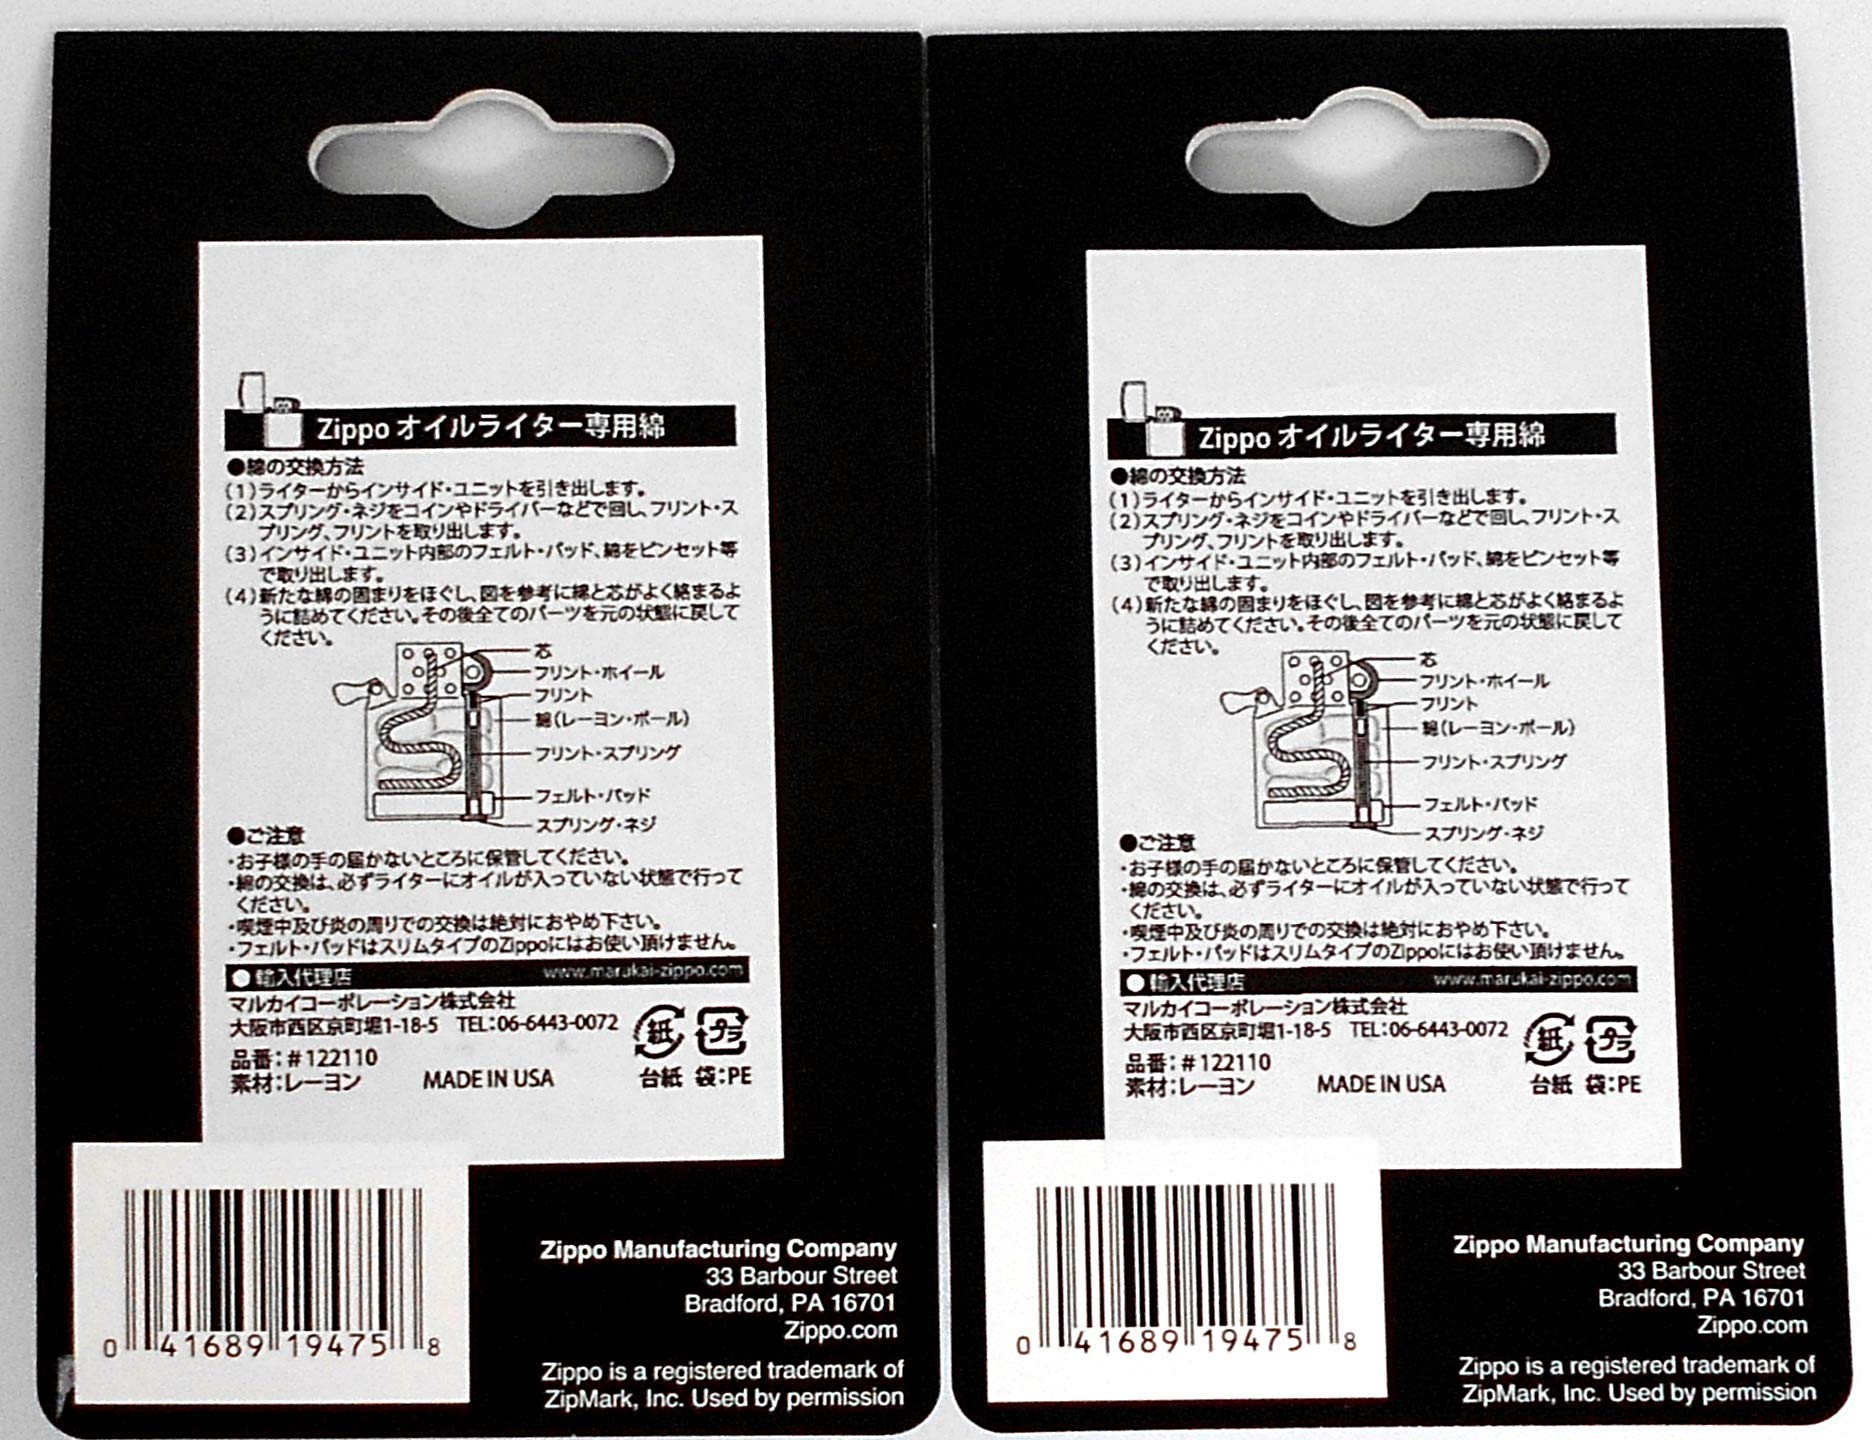 Zippo オイルライター専用綿
●綿の交換方法
(1)ライターからインサイド・ユニットを引き出します。
(2)スプリング・ネジをコインやドライバーなどで回し、フリント・ス
プリング、フリントを取り出します。
(3)インサイド・ユニット内部のフェルト・パッド、綿をピンセット等
で取り出します。
(4)新たな綿の固まりをほぐし、図を参考に綿と芯がよく絡まるよ
うに詰めてください。その後全てのパーツを元の状態に戻して
ください。
芯
フリント・ホイール
フリント
綿(レーヨン・ボール)
フリント・スプリング
フェルト・パッド
スプリング・ネジ
●ご注意
・お子様の手の届かないところに保管してください。
・綿の交換は、必ずライターにオイルが入っていない状態で行って
ください。
・喫煙中及び炎の周りでの交換は絶対におやめ下さい。
・フェルト・パッドはスリムタイプのZippoにはお使い頂けません。
●輸入代理店 www.marukai-zippo.com
マルカイコーポレーション株式会社
大阪市西区京町堀1-18-5 TEL:06-6443-0072
品番:#122110
素材:レーヨン MADE IN USA
紙 プラ
台紙 袋:PE
0 41689 19475 8
Zippo Manufacturing Company
33 Barbour Street
Bradford, PA 16701
Zippo.com
Zippo is a registered trademark of
ZipMark, Inc. Used by permission
Zippo オイルライター専用綿
●綿の交換方法
(1)ライターからインサイド・ユニットを引き出します。
(2)スプリング・ネジをコインやドライバーなどで回し、フリント・ス
プリング、フリントを取り出します。
(3)インサイド・ユニット内部のフェルト・パッド、綿をピンセット等
で取り出します。
(4)新たな綿の固まりをほぐし、図を参考に綿と芯がよく絡まるよ
うに詰めてください。その後全てのパーツを元の状態に戻して
ください。
芯
フリント・ホイール
フリント
綿(レーヨン・ボール)
フリント・スプリング
フェルト・パッド
スプリング・ネジ
●ご注意
・お子様の手の届かないところに保管してください。
・綿の交換は、必ずライターにオイルが入っていない状態で行って
ください。
・喫煙中及び炎の周りでの交換は絶対におやめ下さい。
・フェルト・パッドはスリムタイプのZippoにはお使い頂けません。
●輸入代理店 www.marukai-zippo.com
マルカイコーポレーション株式会社
大阪市西区京町堀1-18-5 TEL:06-6443-0072
品番:#122110
素材:レーヨン MADE IN USA
紙 プラ
台紙 袋:PE
0 41689 19475 8
Zippo Manufacturing Company
33 Barbour Street
Bradford, PA 16701
Zippo.com
Zippo is a registered trademark of
ZipMark, Inc. Used by permission